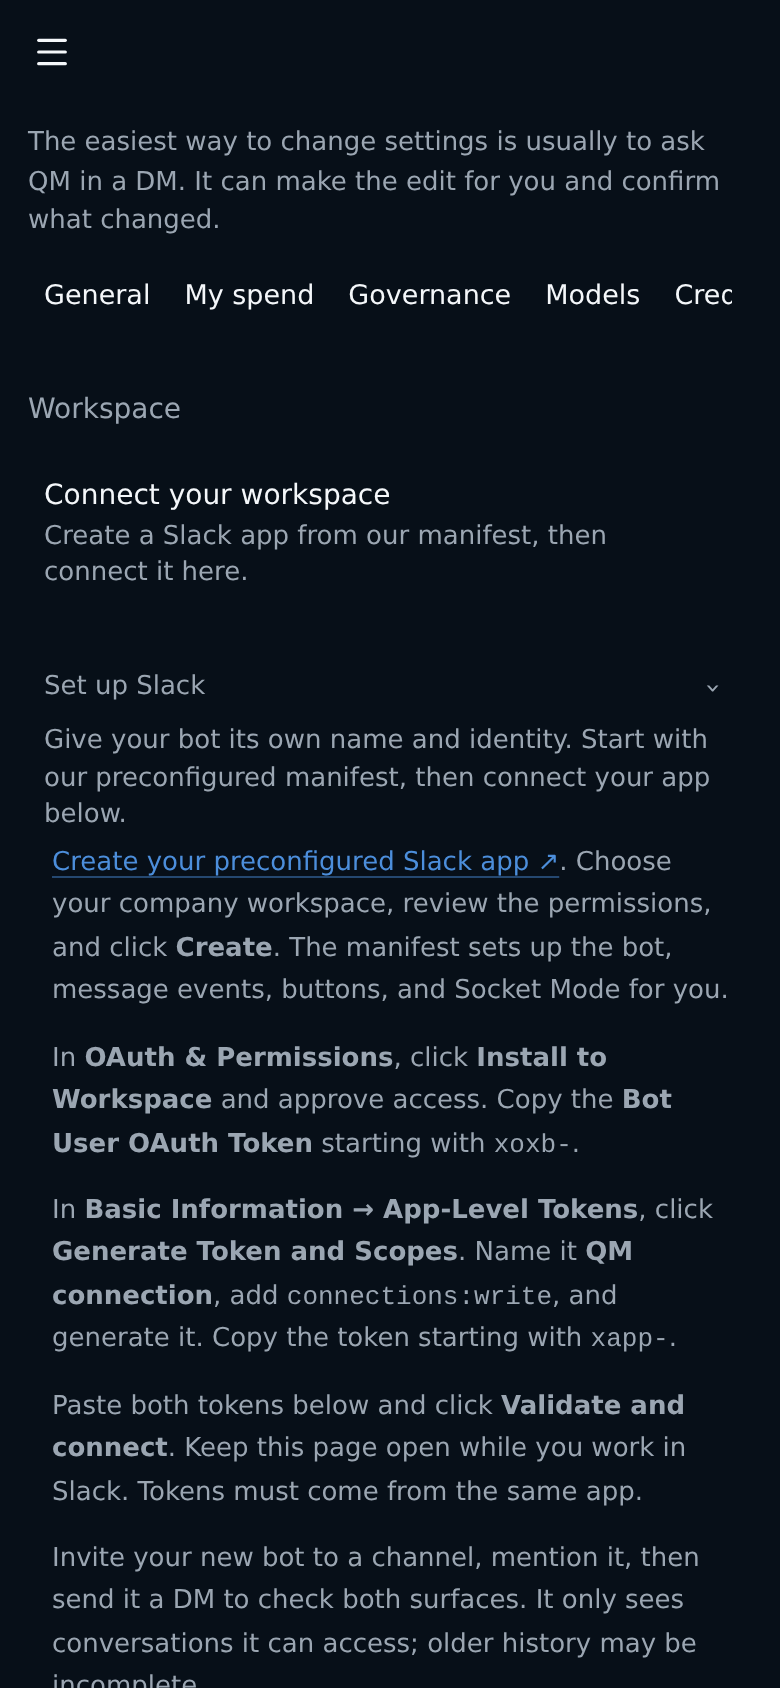 The easiest way to change settings is usually to ask
QM in a DM. It can make the edit for you and confirm
what changed.
General My spend Governance Models Cred
Workspace
Connect your workspace
Create a Slack app from our manifest, then
connect it here.
Set up Slack
Give your bot its own name and identity. Start with
our preconfigured manifest, then connect your app
below.
Create your preconfigured Slack app ↗. Choose
your company workspace, review the permissions,
and click Create. The manifest sets up the bot,
message events, buttons, and Socket Mode for you.
In OAuth & Permissions, click Install to
Workspace and approve access. Copy the Bot
User OAuth Token starting with xoxb-.
In Basic Information → App-Level Tokens, click
Generate Token and Scopes. Name it QM
connection, add connections:write, and
generate it. Copy the token starting with xapp-.
Paste both tokens below and click Validate and
connect. Keep this page open while you work in
Slack. Tokens must come from the same app.
Invite your new bot to a channel, mention it, then
send it a DM to check both surfaces. It only sees
conversations it can access; older history may be
incomplete